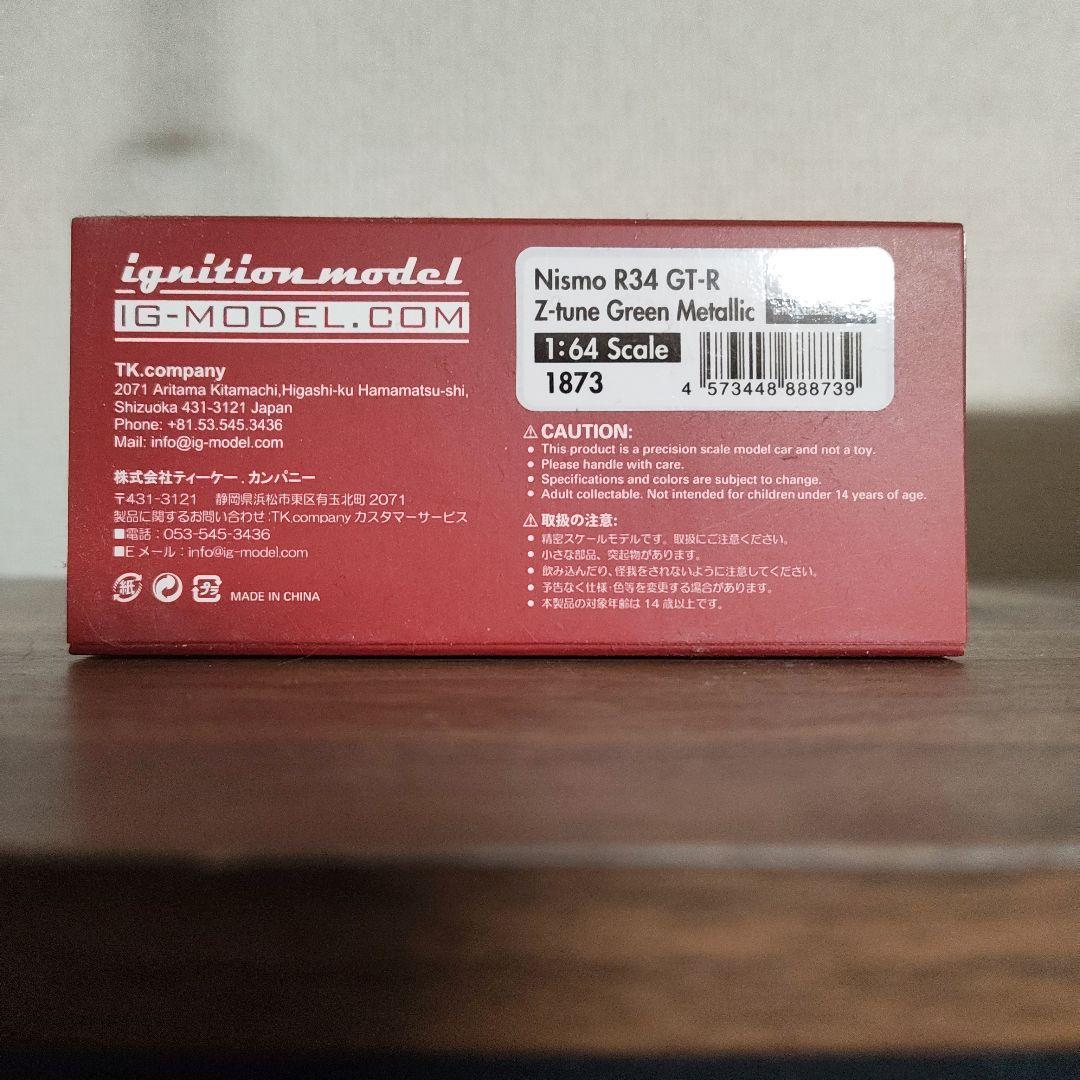 ignition model
IG-MODEL.COM
TK.company
2071 Aritama Kitamachi,Higashi-ku Hamamatsu-shi,
Shizuoka 431-3121 Japan
Phone: +81.53.545.3436
Mail: info@ig-model.com
株式会社ティーケー.カンパニー
〒431-3121 静岡県浜松市東区有玉北町 2071
製品に関するお問い合わせ:TK.company カスタマーサービス
■電話:053-545-3436
■E メール:info@ig-model.com
紙
プラ
MADE IN CHINA
Nismo R34 GT-R
Z-tune Green Metallic
1:64 Scale
1873
4 573448 888739
⚠CAUTION:
● This product is a precision scale model car and not a toy.
● Please handle with care.
● Specifications and colors are subject to change.
● Adult collectable. Not intended for children under 14 years of age.
⚠取扱の注意:
● 精密スケールモデルです。取扱にご注意ください。
● 小さな部品、突起物があります。
● 飲み込んだり、怪我をされないように注意してください。
● 予告なく仕様・色等を変更する場合があります。
● 本製品の対象年齢は 14 歳以上です。